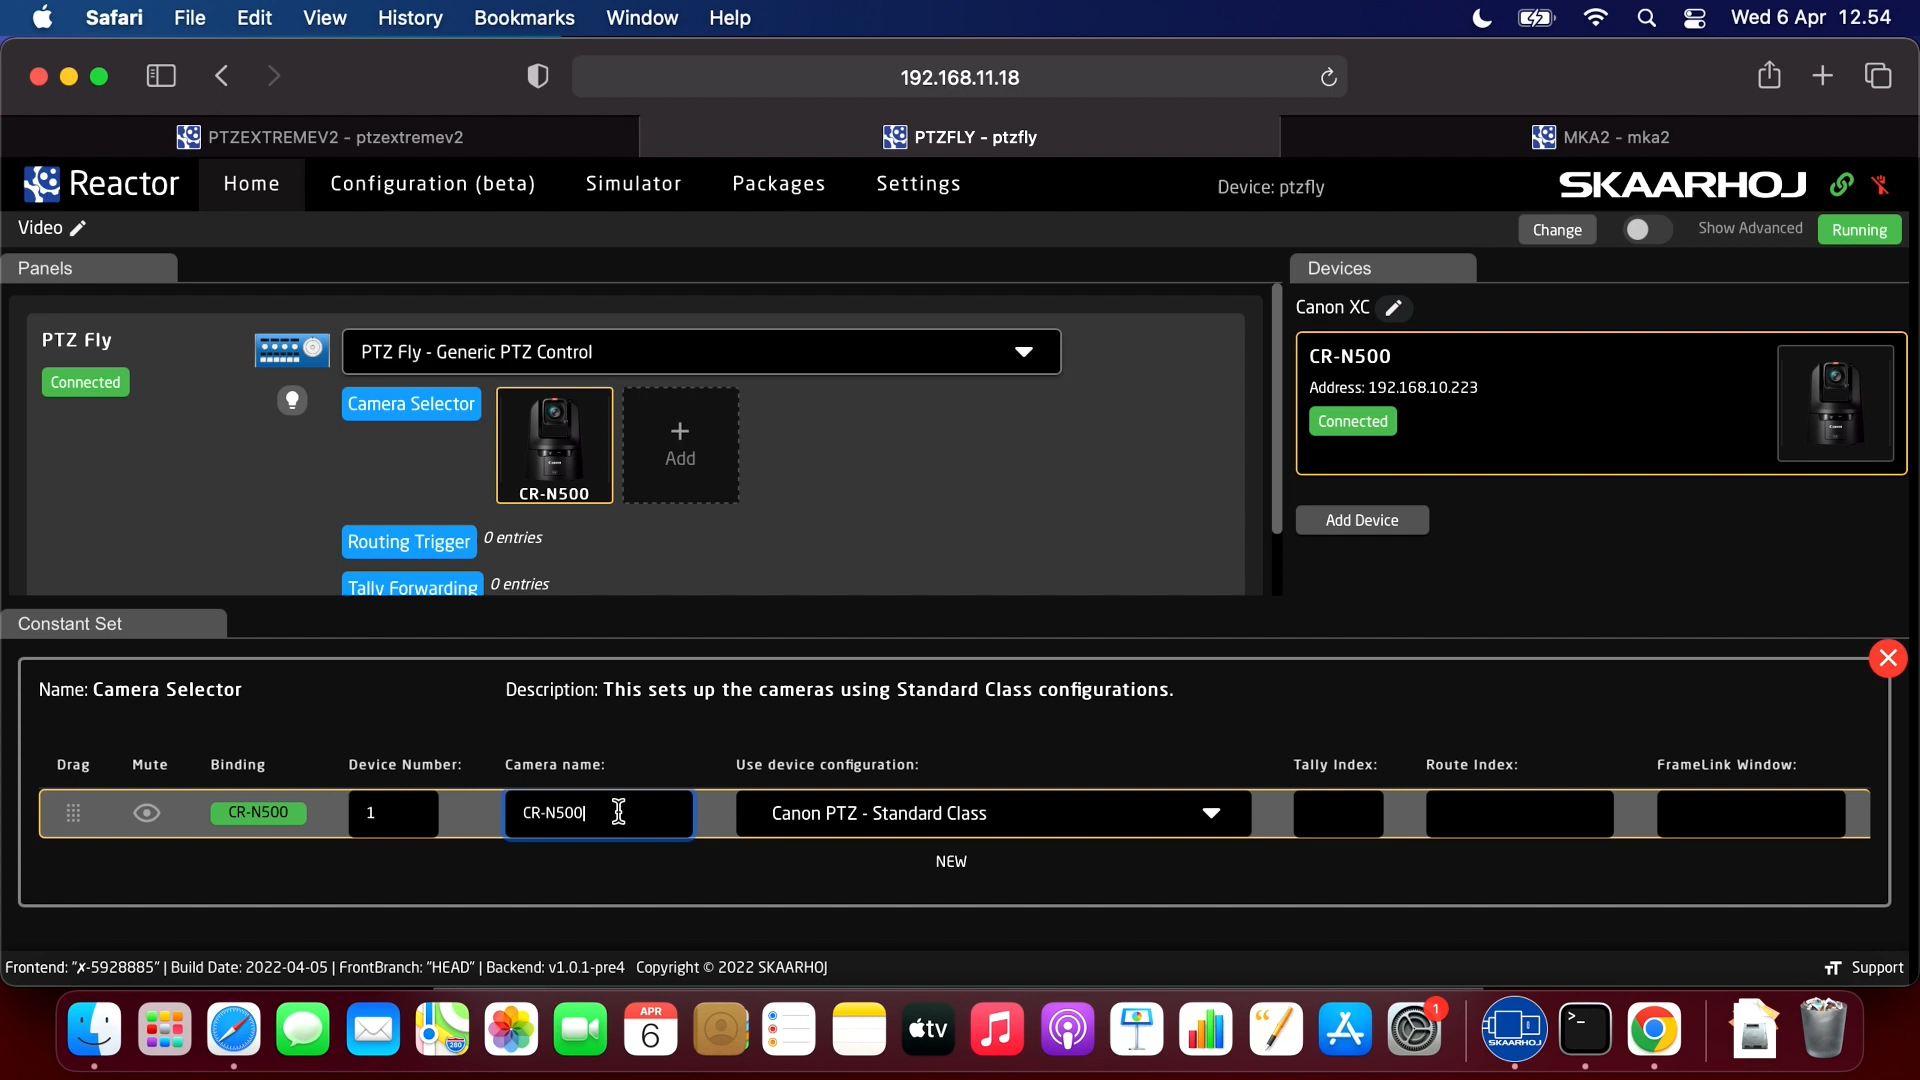 Safari File Edit View History Bookmarks Window Help Wed 6 Apr 12.54
192.168.11.18
PTZEXTREMEV2 - ptzextremev2 PTZFLY - ptzfly MKA2 - mka2
Reactor Home Configuration (beta) Simulator Packages Settings Device: ptzfly SKAARHOJ
Video Change Show Advanced Running
Panels Devices
Canon XC
PTZ Fly PTZ Fly - Generic PTZ Control CR-N500
Connected Camera Selector Address: 192.168.10.223
Connected
+
Add
CR-N500
Add Device
Routing Trigger 0 entries
Tally Forwarding 0 entries
Constant Set
Name: Camera Selector Description: This sets up the cameras using Standard Class configurations.
Drag Mute Binding Device Number: Camera name: Use device configuration: Tally Index: Route Index: FrameLink Window:
CR-N500 1 CR-N500 Canon PTZ - Standard Class
NEW
Frontend: "✗-5928885" | Build Date: 2022-04-05 | FrontBranch: "HEAD" | Backend: v1.0.1-pre4 Copyright © 2022 SKAARHOJ Support
280
APR
6
tv
1
SKAARHOJ
>_